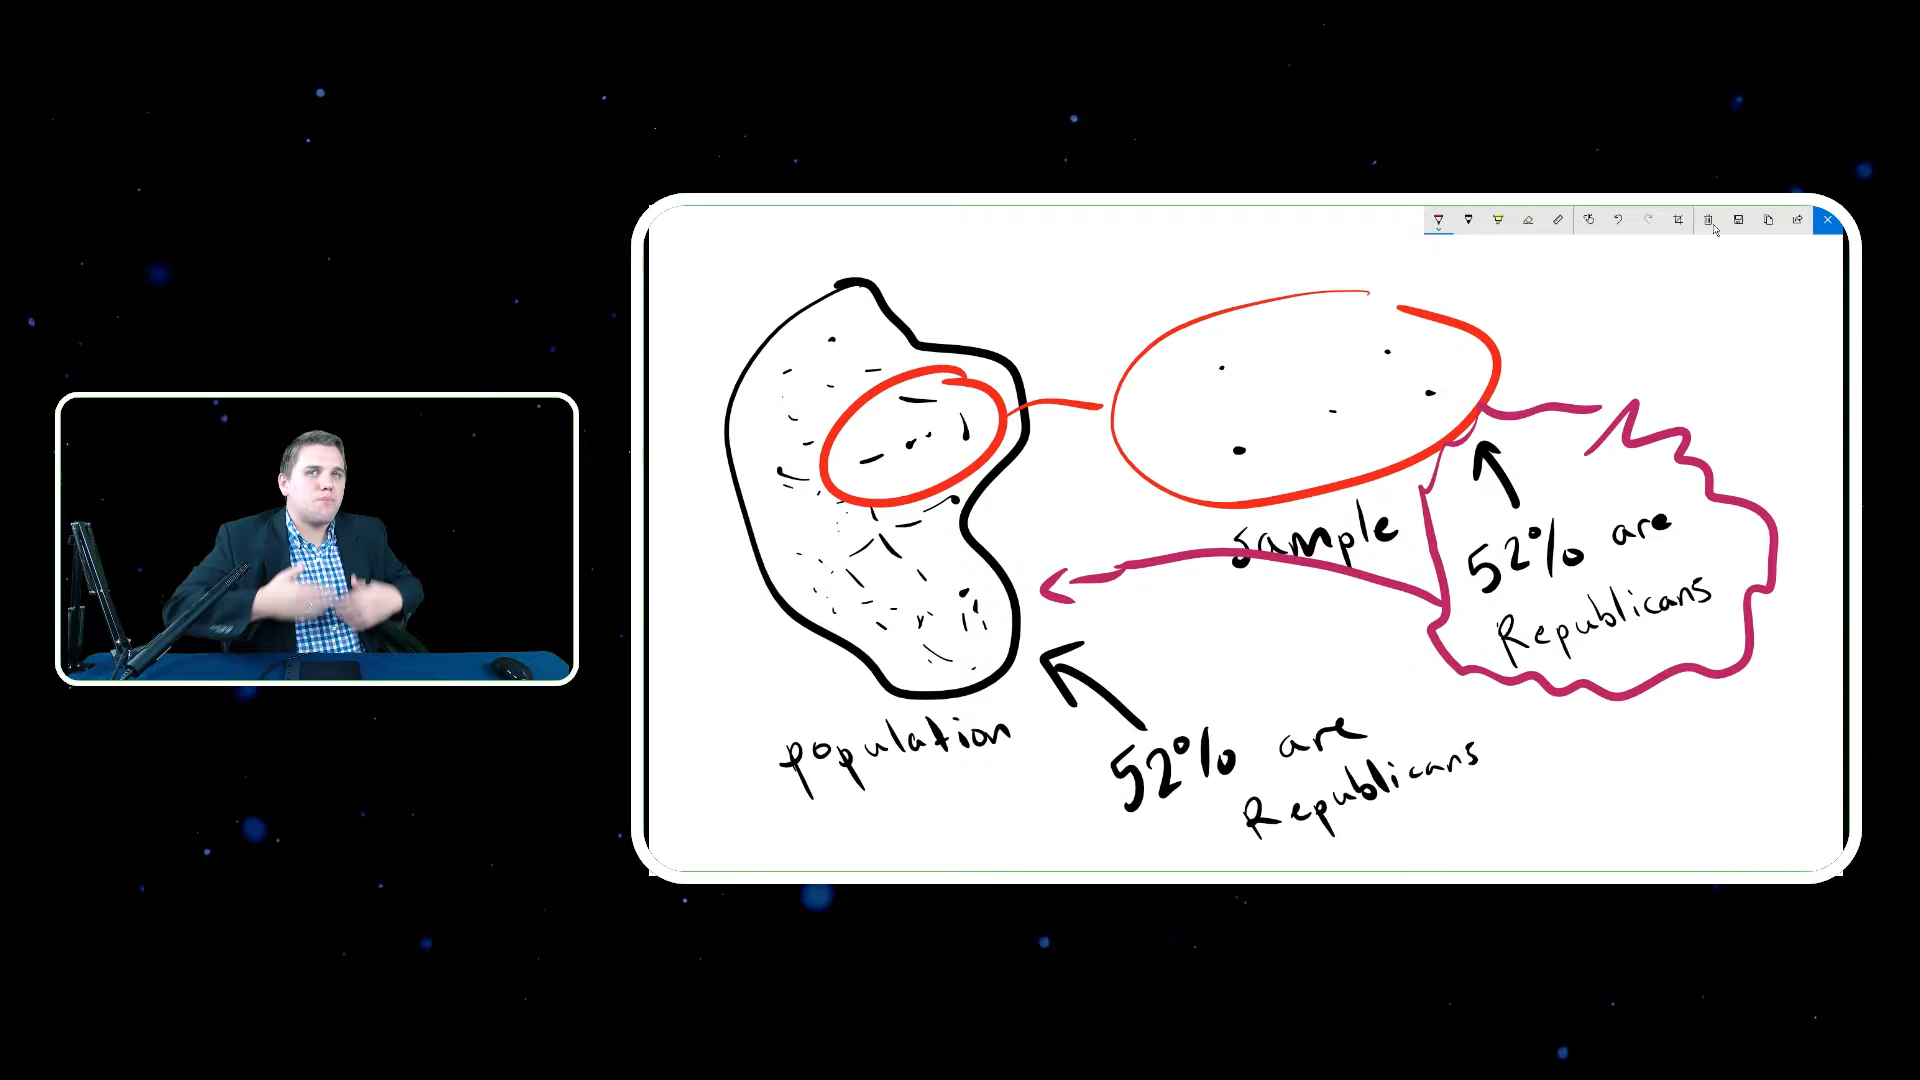 sample
52% are
Republicans
population
52% are
Republicans